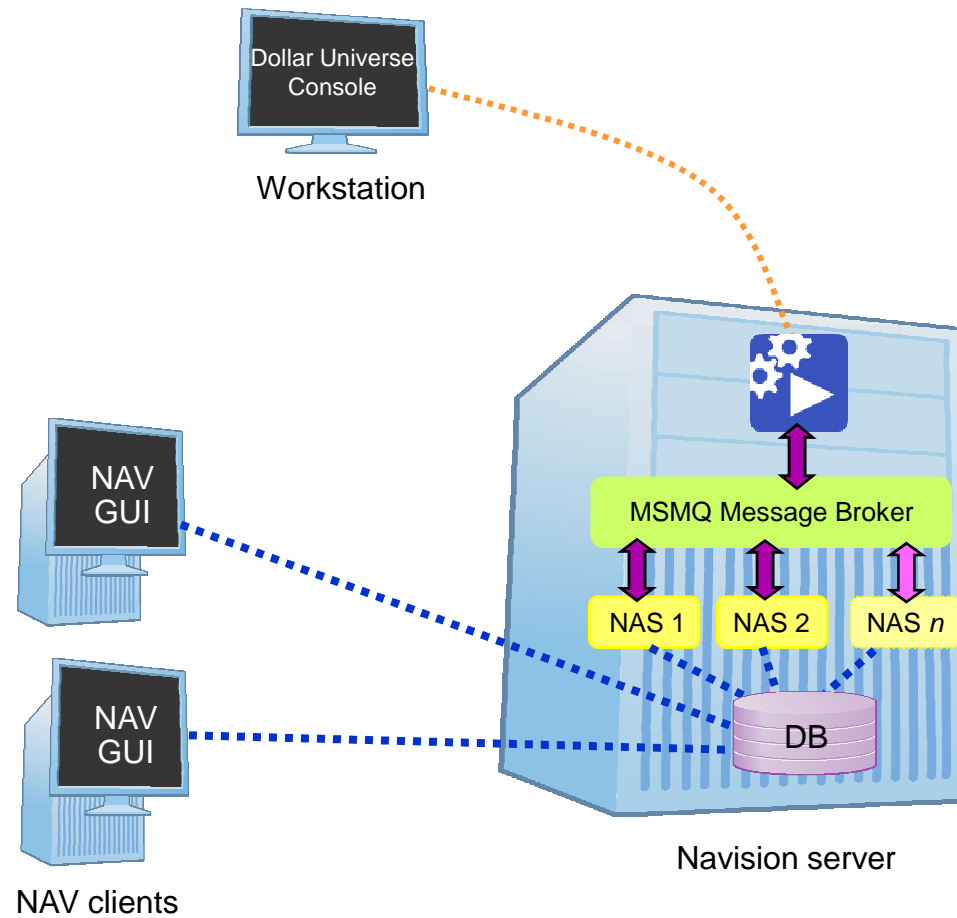 Dollar Universe
Console
Workstation
NAV
GUI
MSMQ Message Broker
NAS 1
NAS 2
NAS n
NAV
GUI
DB
Navision server
NAV clients